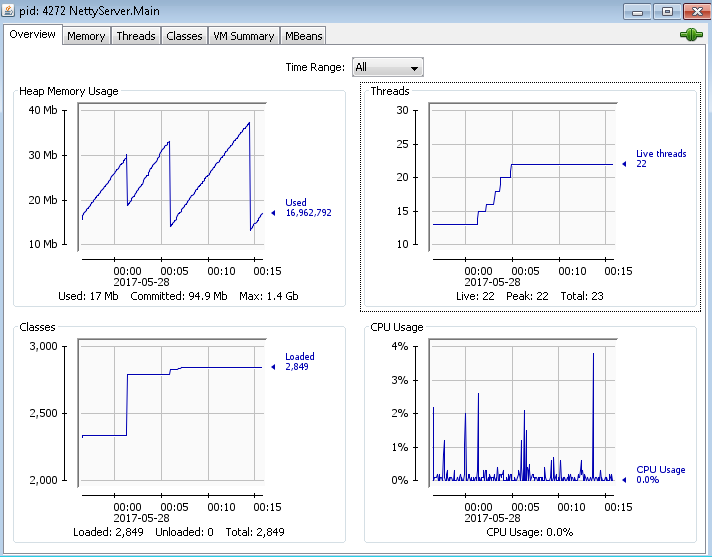 pid: 4272 NettyServer.Main
Overview Memory Threads Classes VM Summary MBeans
Time Range: All
Heap Memory Usage
40 Mb
30 Mb
20 Mb
10 Mb
Used
16,962,792
00:00 00:05 00:10 00:15
2017-05-28
Used: 17 Mb Committed: 94.9 Mb Max: 1.4 Gb
Threads
30
25
20
15
10
Live threads
22
00:00 00:05 00:10 00:15
2017-05-28
Live: 22 Peak: 22 Total: 23
Classes
3,000
2,500
2,000
Loaded
2,849
00:00 00:05 00:10 00:15
2017-05-28
Loaded: 2,849 Unloaded: 0 Total: 2,849
CPU Usage
4%
3%
2%
1%
0%
CPU Usage
0.0%
00:00 00:05 00:10 00:15
2017-05-28
CPU Usage: 0.0%